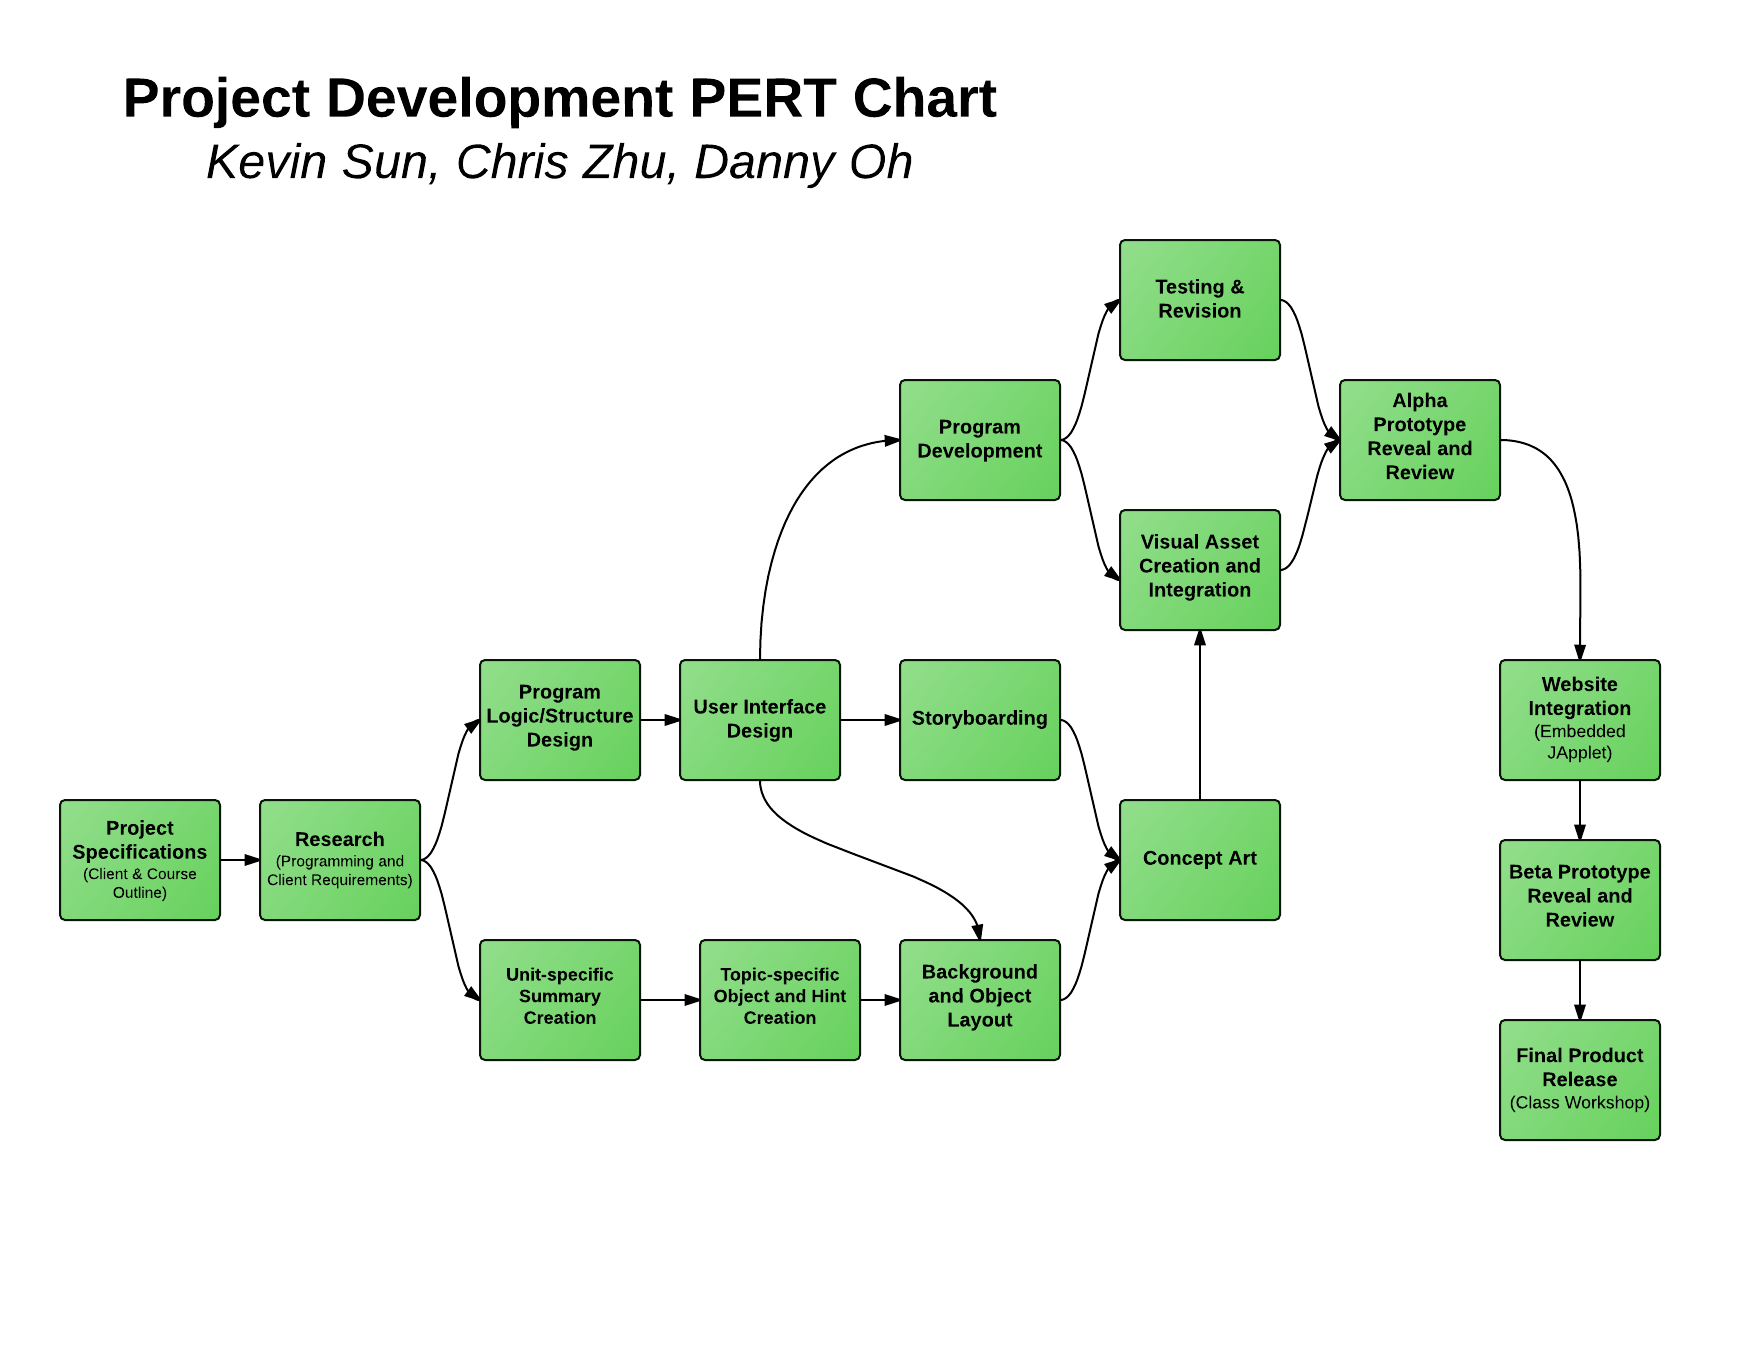 Project Development PERT Chart
Kevin Sun, Chris Zhu, Danny Oh
Testing &
Revision
Program
Development
Alpha
Prototype
Reveal and
Review
Visual Asset
Creation and
Integration
Program
Logic/Structure
Design
User Interface
Design
Storyboarding
Website
Integration
(Embedded
JApplet)
Project
Specifications
(Client & Course
Outline)
Research
(Programming and
Client Requirements)
Concept Art
Beta Prototype
Reveal and
Review
Unit-specific
Summary
Creation
Topic-specific
Object and Hint
Creation
Background
and Object
Layout
Final Product
Release
(Class Workshop)